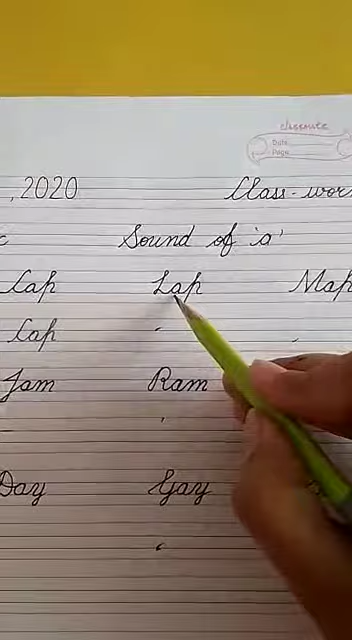 classmate
Date
Page
, 2020 Class-wor
c Sound of 'a'
Cap Lap Map
Cap
Jam Ram
Day Gay